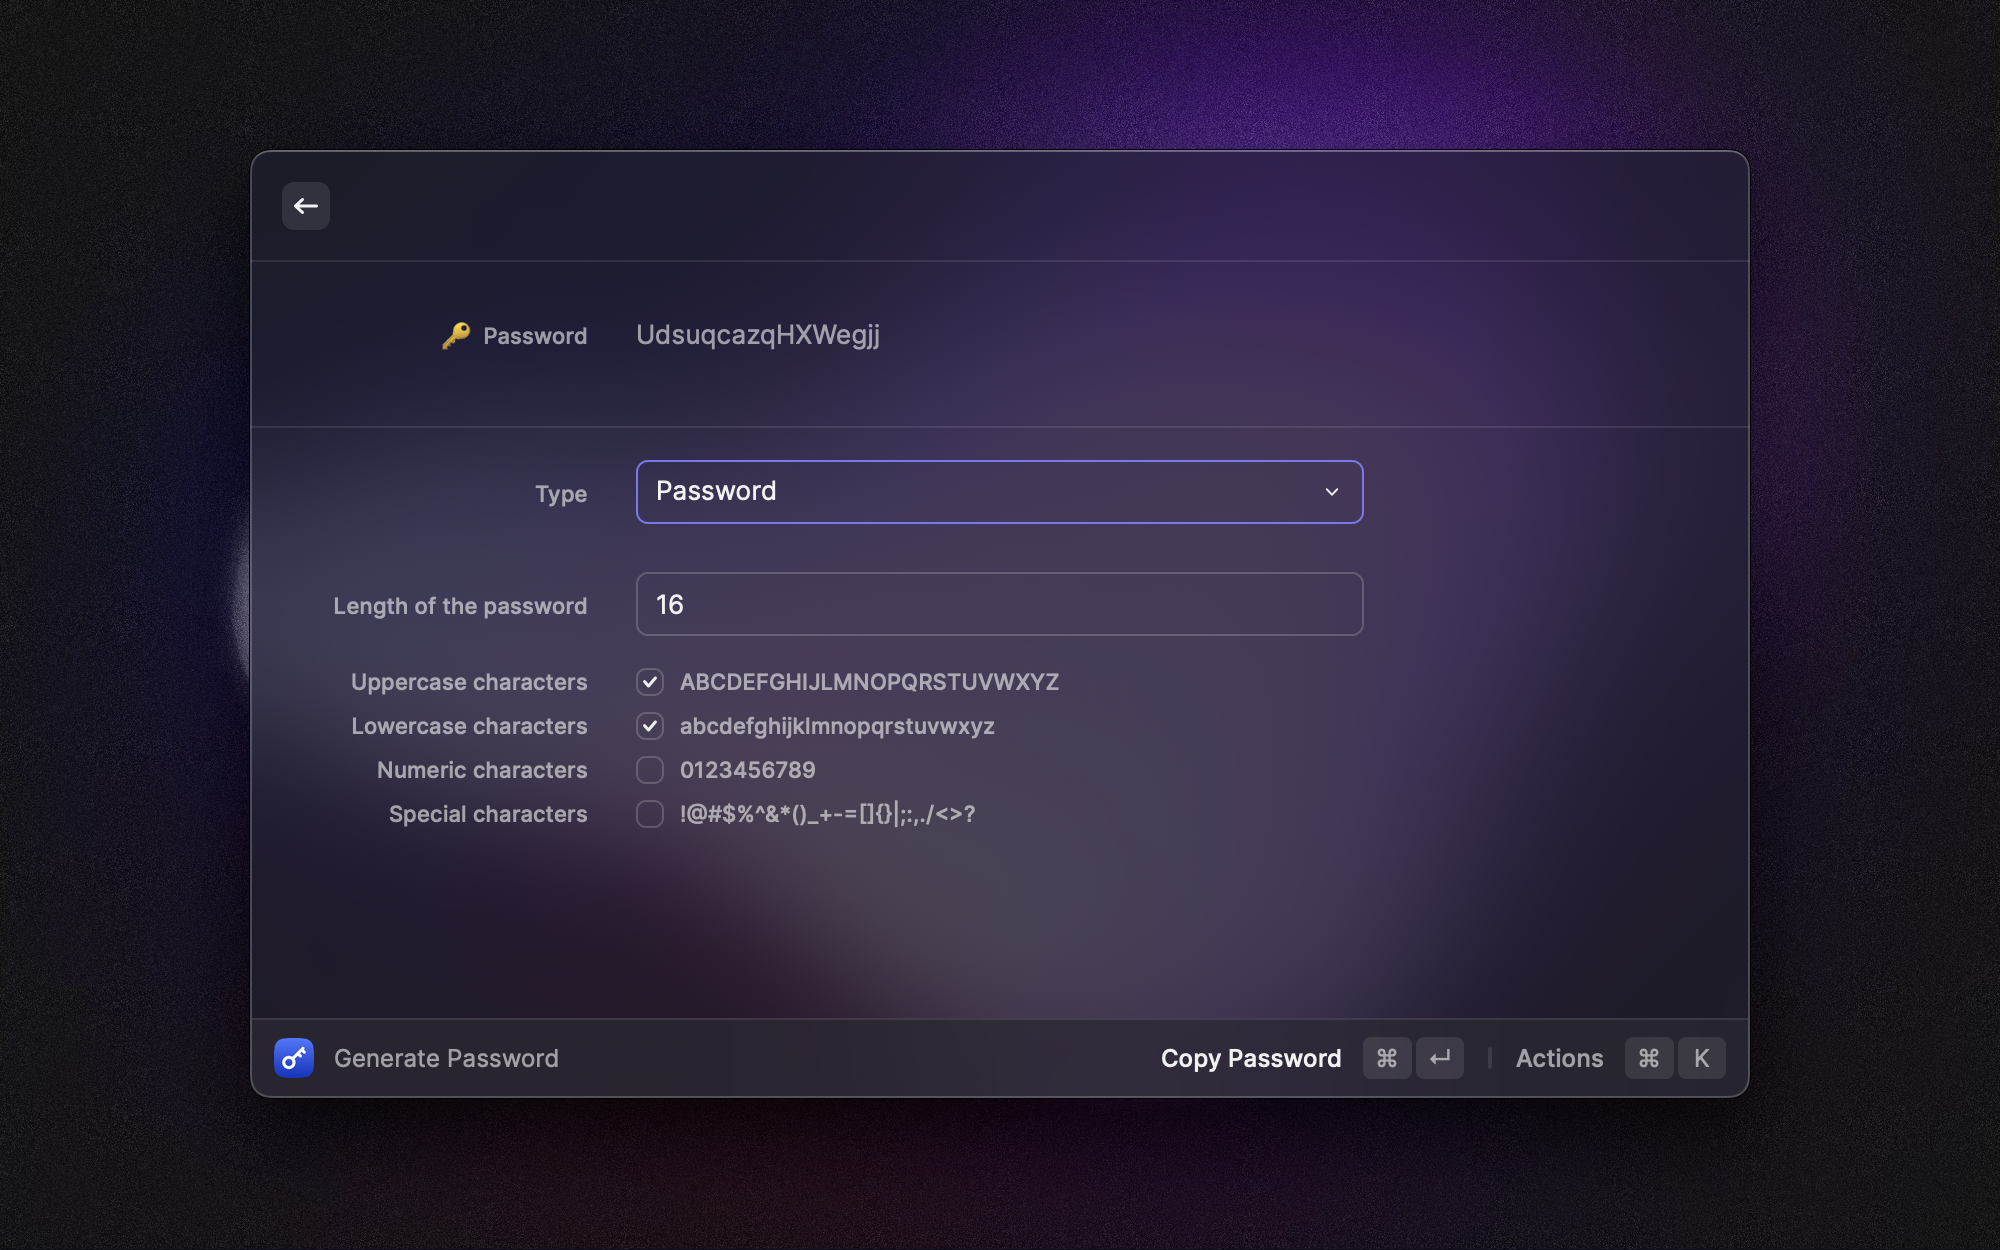 Password UdsuqcazqHXWegjj
Type Password
Length of the password 16
Uppercase characters ABCDEFGHIJLMNOPQRSTUVWXYZ
Lowercase characters abcdefghijklmnopqrstuvwxyz
Numeric characters 0123456789
Special characters !@#$%^&*()_+-=[]{}|;:,./<>?
Generate Password Copy Password ⌘ ↵ Actions ⌘ K